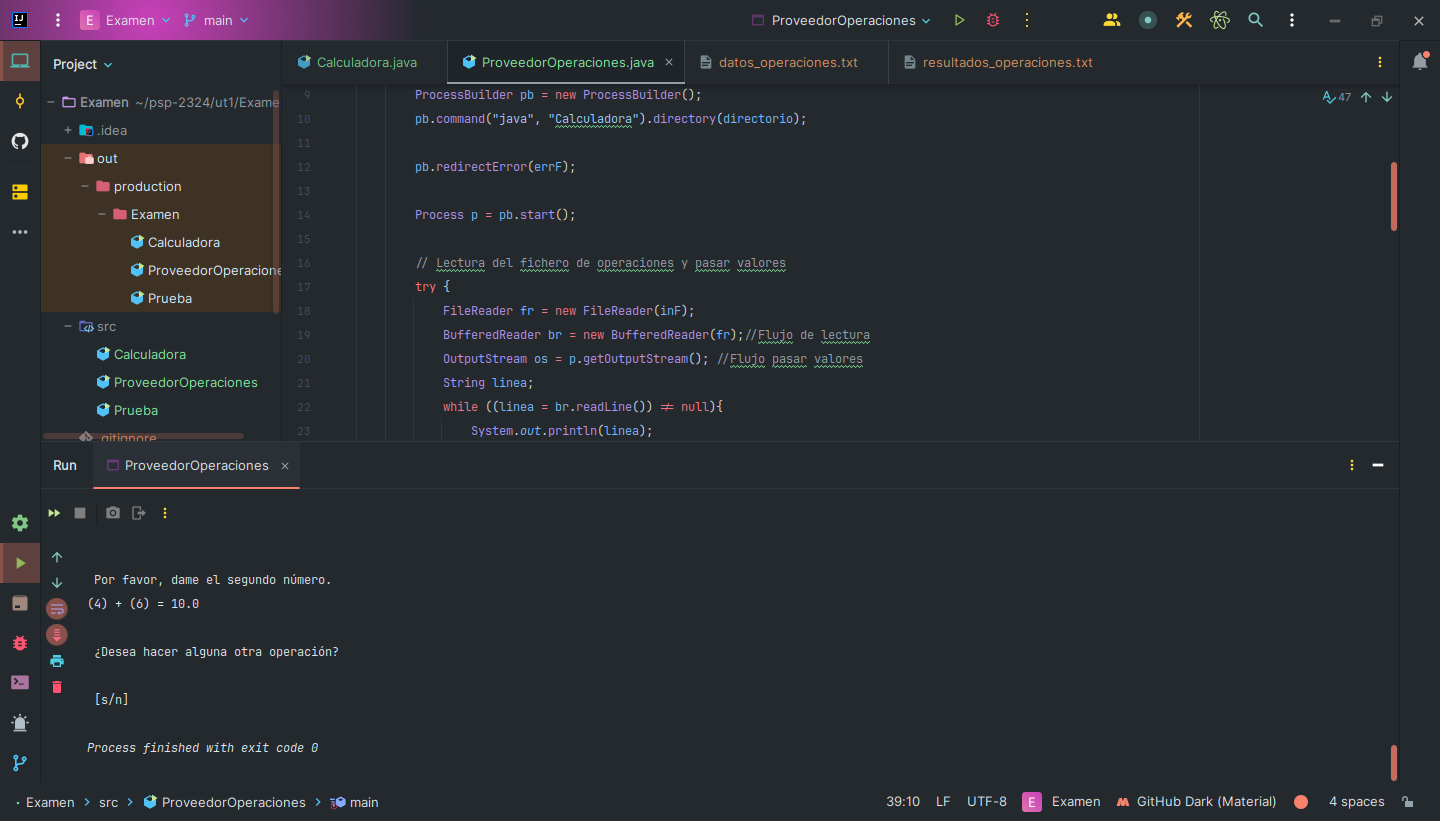 IJ
E Examen main ProveedorOperaciones
Project
Calculadora.java ProveedorOperaciones.java datos_operaciones.txt resultados_operaciones.txt
Examen ~/psp-2324/ut1/Exame
.idea
out
production
Examen
Calculadora
ProveedorOperacione
Prueba
src
Calculadora
ProveedorOperaciones
Prueba
.gitignore
9 ProcessBuilder pb = new ProcessBuilder();
10 pb.command("java", "Calculadora").directory(directorio);
11
12 pb.redirectError(errF);
13
14 Process p = pb.start();
15
16 // Lectura del fichero de operaciones y pasar valores
17 try {
18 FileReader fr = new FileReader(inF);
19 BufferedReader br = new BufferedReader(fr);//Flujo de lectura
20 OutputStream os = p.getOutputStream(); //Flujo pasar valores
21 String linea;
22 while ((linea = br.readLine()) ≠ null){
23 System.out.println(linea);
47
Run ProveedorOperaciones
Por favor, dame el segundo número.
(4) + (6) = 10.0
¿Desea hacer alguna otra operación?
[s/n]
Process finished with exit code 0
Examen > src > ProveedorOperaciones > main 39:10 LF UTF-8 E Examen GitHub Dark (Material) 4 spaces